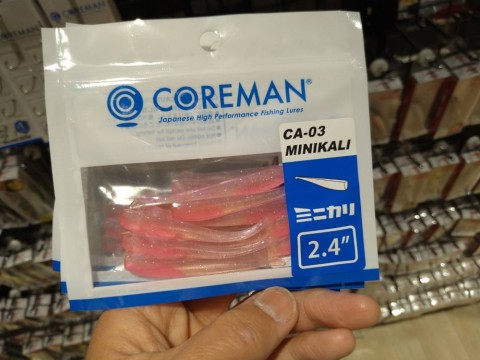 COREMAN®
Japanese High Performance Fishing Lures
CA-03
MINIKALI
ミニカリ
2.4"